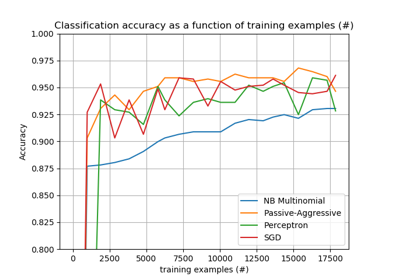 Classification accuracy as a function of training examples (#)
1.000
0.975
0.950
0.925
0.900
0.875
0.850
0.825
0.800
Accuracy
NB Multinomial
Passive-Aggressive
Perceptron
SGD
0 2500 5000 7500 10000 12500 15000 17500
training examples (#)